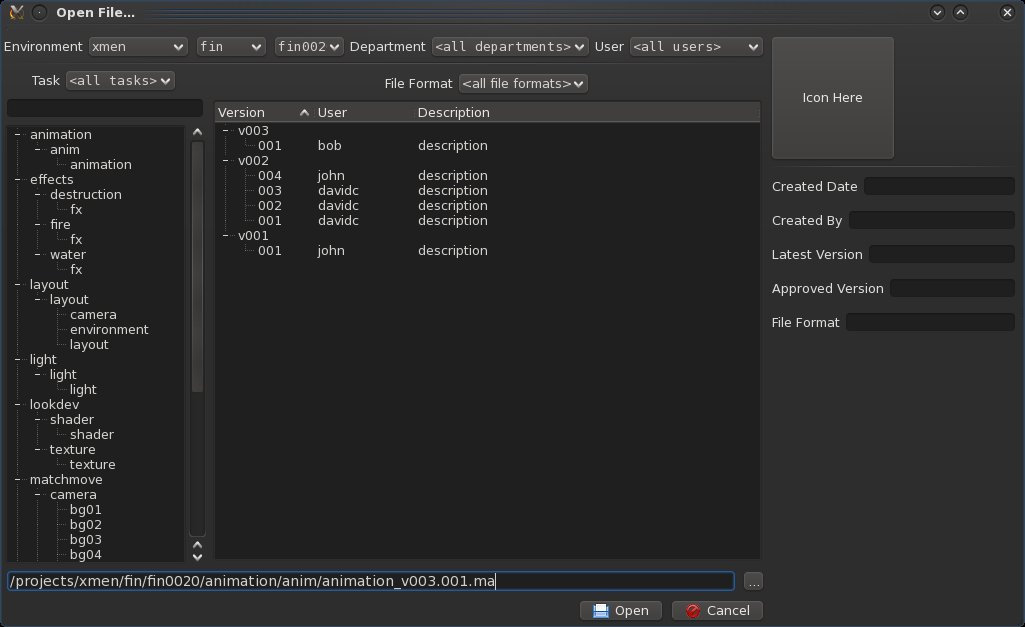 Open File...
Environment xmen fin fin002 Department <all departments> User <all users>
Task <all tasks> File Format <all file formats>
Icon Here
Version User Description
v003
001 bob description
v002
004 john description
003 davidc description
002 davidc description
001 davidc description
v001
001 john description
animation
anim
animation
effects
destruction
fx
fire
fx
water
fx
layout
layout
camera
environment
layout
light
light
light
lookdev
shader
shader
texture
texture
matchmove
camera
bg01
bg02
bg03
bg04
Created Date
Created By
Latest Version
Approved Version
File Format
/projects/xmen/fin/fin0020/animation/anim/animation_v003.001.ma
...
Open Cancel